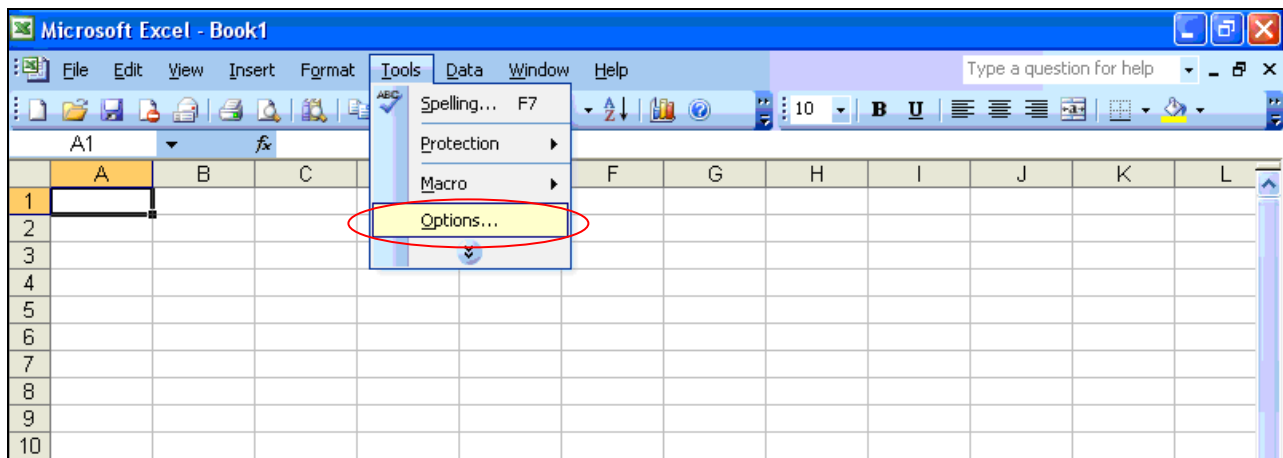 Microsoft Excel - Book1
File Edit View Insert Format Tools Data Window Help Type a question for help
ABC Spelling... F7 10 B U
A1 fx Protection
A B C F G H I J K L
Macro
1
Options...
2
3
4
5
6
7
8
9
10